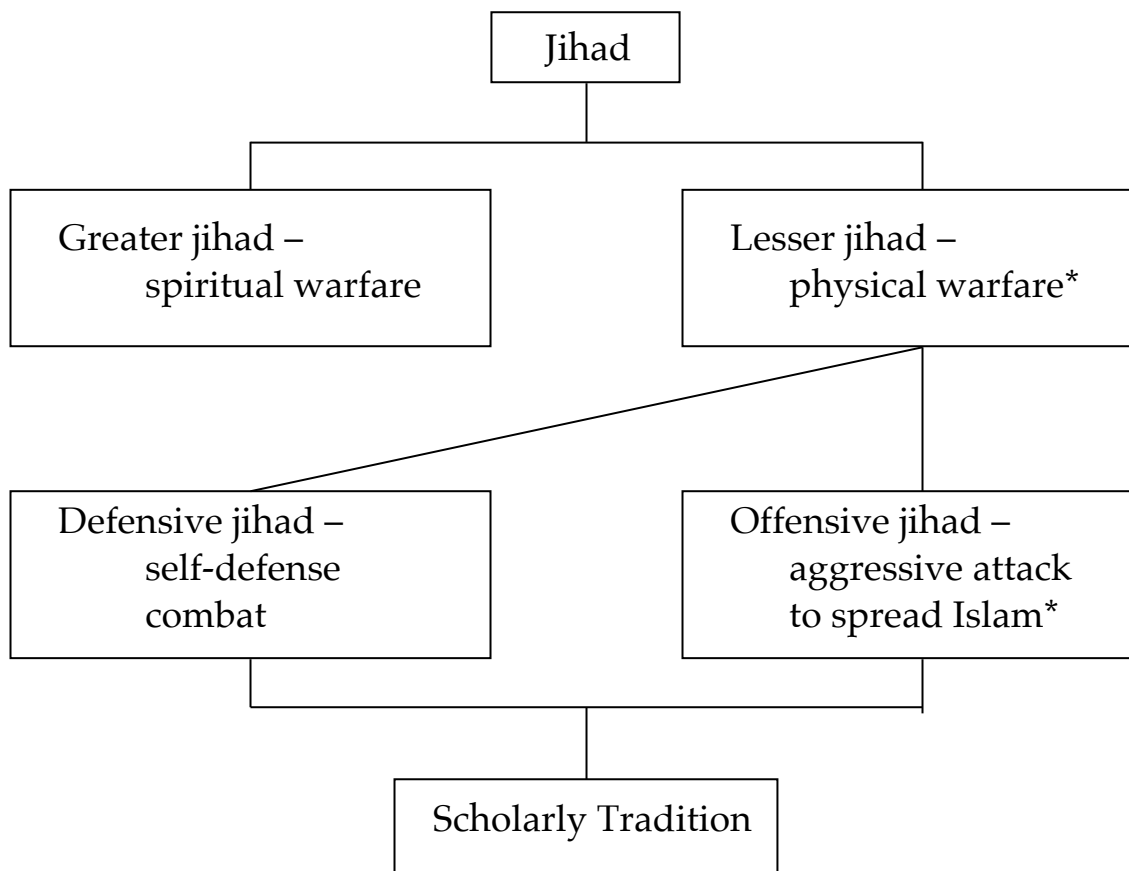 Jihad
Greater jihad –
spiritual warfare
Lesser jihad –
physical warfare*
Defensive jihad –
self-defense
combat
Offensive jihad –
aggressive attack
to spread Islam*
Scholarly Tradition